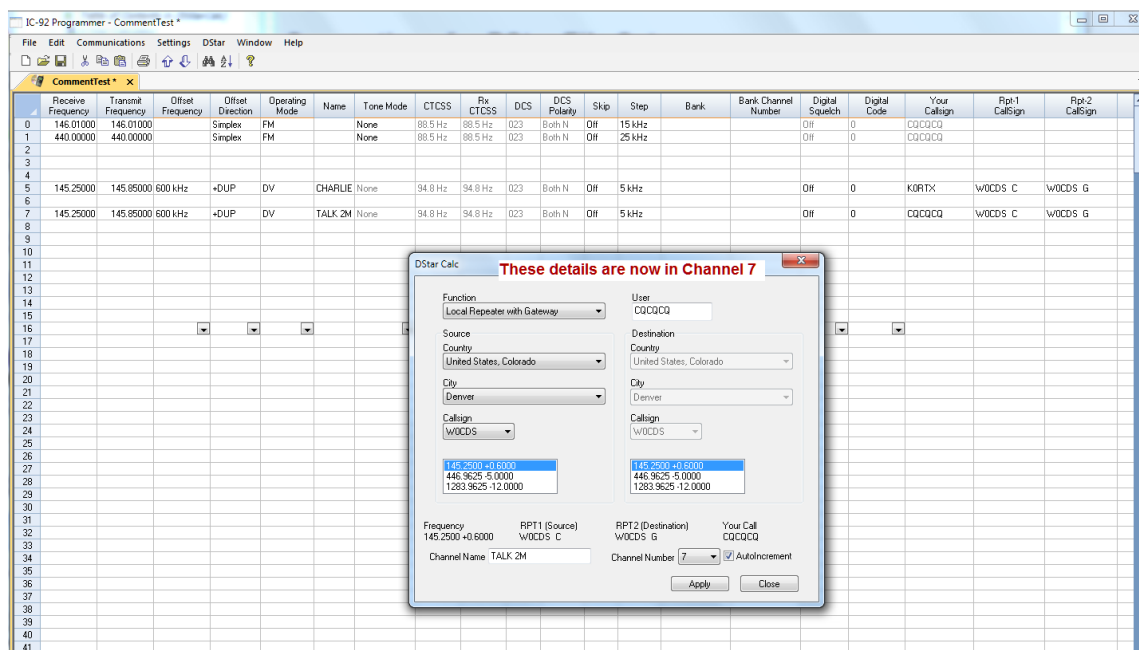 IC-92 Programmer - CommentTest *
File Edit Communications Settings DStar Window Help
CommentTest * X
Receive Frequency Transmit Frequency Offset Frequency Offset Direction Operating Mode Name Tone Mode CTCSS Rx CTCSS DCS DCS Polarity Skip Step Bank Bank Channel Number Digital Squelch Digital Code Your Callsign Rpt-1 CallSign Rpt-2 CallSign
0 146.01000 146.01000 Simplex FM None 88.5 Hz 88.5 Hz 023 Both N Off 15 kHz Off 0 CQCQCQ
1 440.00000 440.00000 Simplex FM None 88.5 Hz 88.5 Hz 023 Both N Off 25 kHz Off 0 CQCQCQ
2
3
4
5 145.25000 145.85000 600 kHz +DUP DV CHARLIE None 94.8 Hz 94.8 Hz 023 Both N Off 5 kHz Off 0 K0RTX W0CDS C W0CDS G
6
7 145.25000 145.85000 600 kHz +DUP DV TALK 2M None 94.8 Hz 94.8 Hz 023 Both N Off 5 kHz Off 0 CQCQCQ W0CDS C W0CDS G
8
9
10
11
12
13
14
15
16
17
18
19
20
21
22
23
24
25
26
27
28
29
30
31
32
33
34
35
36
37
38
39
40
41
DStar Calc These details are now in Channel 7
Function User
Local Repeater with Gateway CQCQCQ
Source Destination
Country Country
United States, Colorado United States, Colorado
City City
Denver Denver
Callsign Callsign
W0CDS W0CDS
145.2500 +0.6000 145.2500 +0.6000
446.9625 -5.0000 446.9625 -5.0000
1283.9625 -12.0000 1283.9625 -12.0000
Frequency RPT1 (Source) RPT2 (Destination) Your Call
145.2500 +0.6000 W0CDS C W0CDS G CQCQCQ
Channel Name TALK 2M Channel Number 7 AutoIncrement
Apply Close